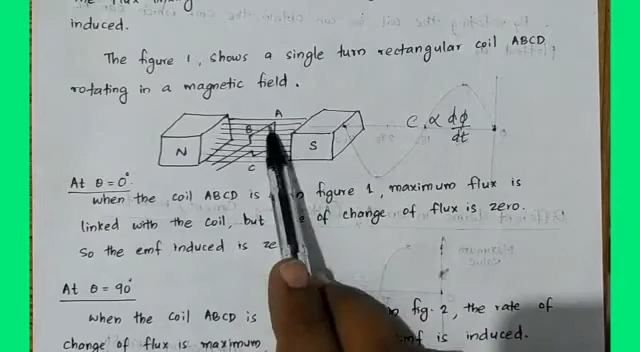 induced.
The figure 1, shows a single turn rectangular coil ABCD,
rotating in a magnetic field.
A
B
N
S
C
e α dφ
dt
At θ = 0°
When the coil ABCD is in figure 1, maximum flux is
linked with the coil, but of change of flux is zero.
So the emf induced is
At θ = 90°
When the coil ABCD is fig. 2, the rate of
change of flux is maximum, emf is induced.